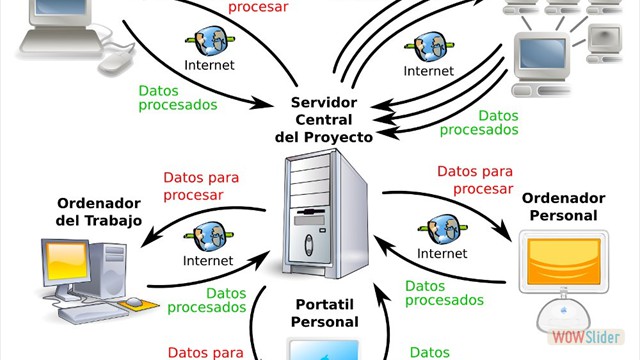 procesar
Internet
Internet
Datos
procesados
Servidor
Central
del Proyecto
Datos
procesados
Datos para
procesar
Datos para
procesar
Ordenador
del Trabajo
Ordenador
Personal
Internet
Internet
Datos
procesados
Datos
procesados
Portatil
Personal
Datos para
Datos
WOWSlider